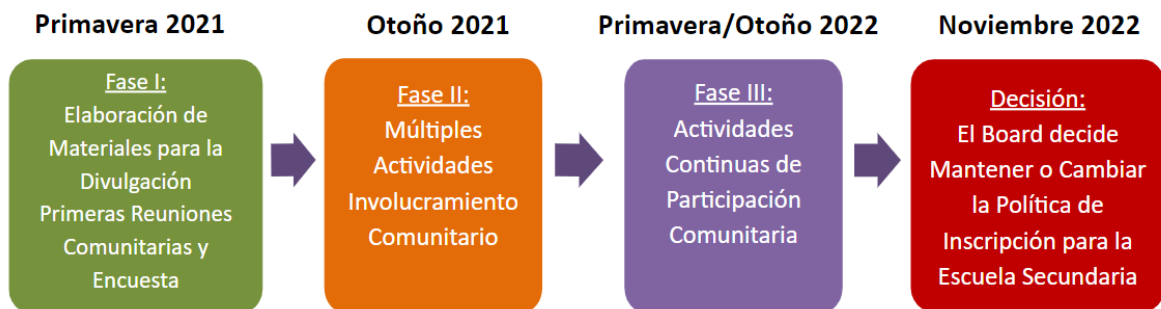 Primavera 2021
Otoño 2021
Primavera/Otoño 2022
Noviembre 2022
Fase I:
Elaboración de
Materiales para la
Divulgación
Primeras Reuniones
Comunitarias y
Encuesta
Fase II:
Múltiples
Actividades
Involucramiento
Comunitario
Fase III:
Actividades
Continuas de
Participación
Comunitaria
Decisión:
El Board decide
Mantener o Cambiar
la Política de
Inscripción para la
Escuela Secundaria